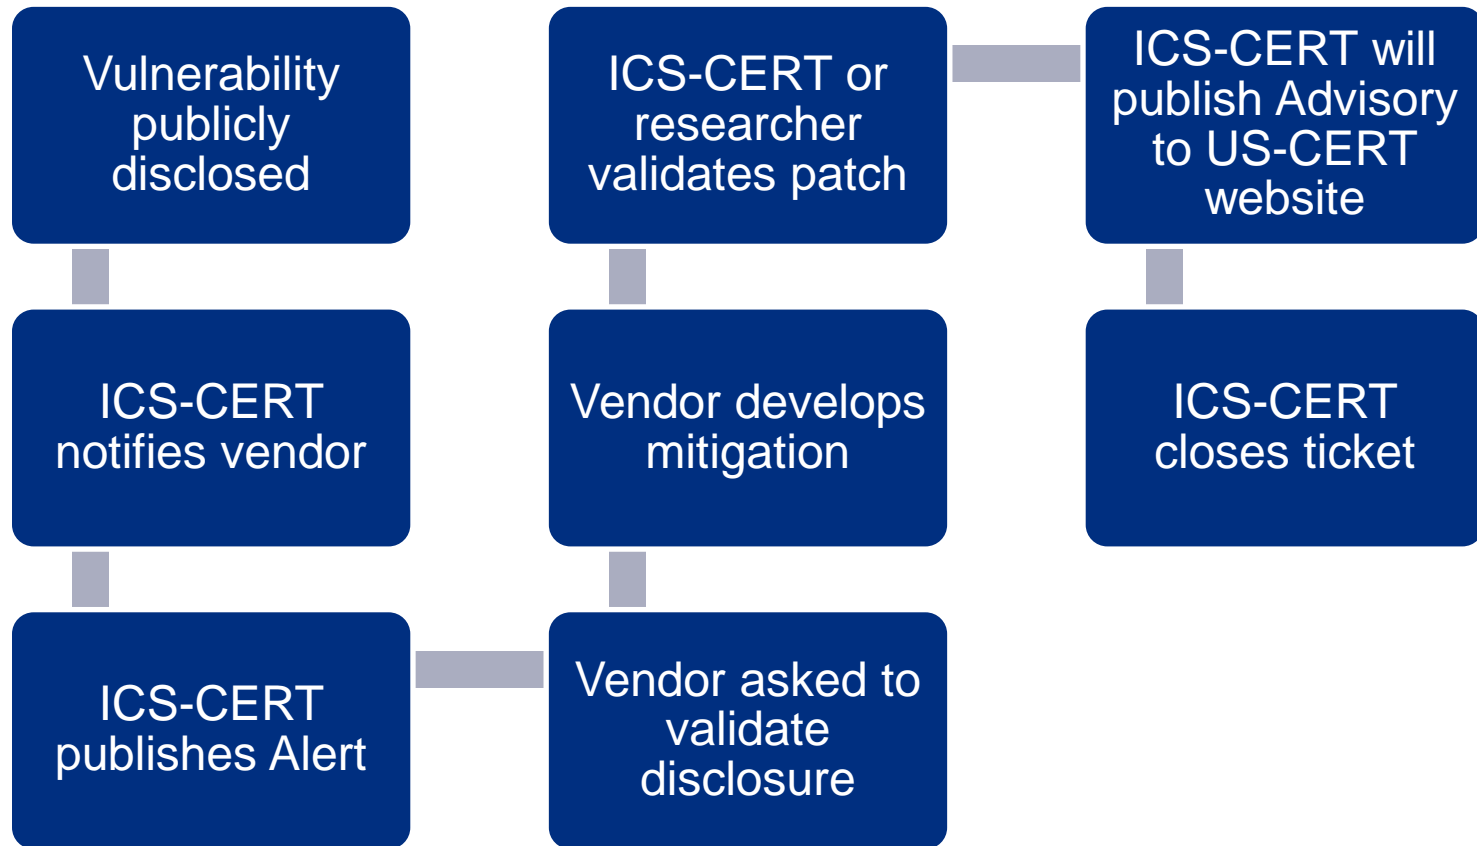 Vulnerability
publicly
disclosed
ICS-CERT
notifies vendor
ICS-CERT
publishes Alert
Vendor asked to
validate
disclosure
Vendor develops
mitigation
ICS-CERT or
researcher
validates patch
ICS-CERT will
publish Advisory
to US-CERT
website
ICS-CERT
closes ticket